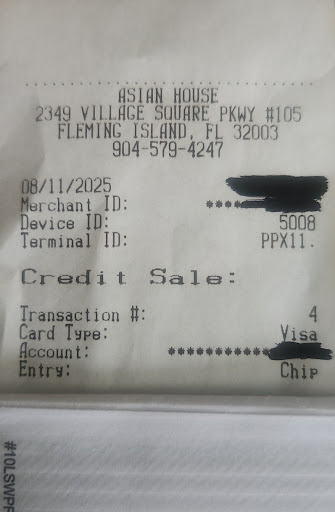 ASIAN HOUSE
2349 VILLAGE SQUARE PKWY #105
FLEMING ISLAND, FL 32003
904-579-4247
08/11/2025
Merchant ID: ****
Device ID: 5008
Terminal ID: PPX11.
Credit Sale:
Transaction #: 4
Card Type: Visa
Account: ************
Entry: Chip